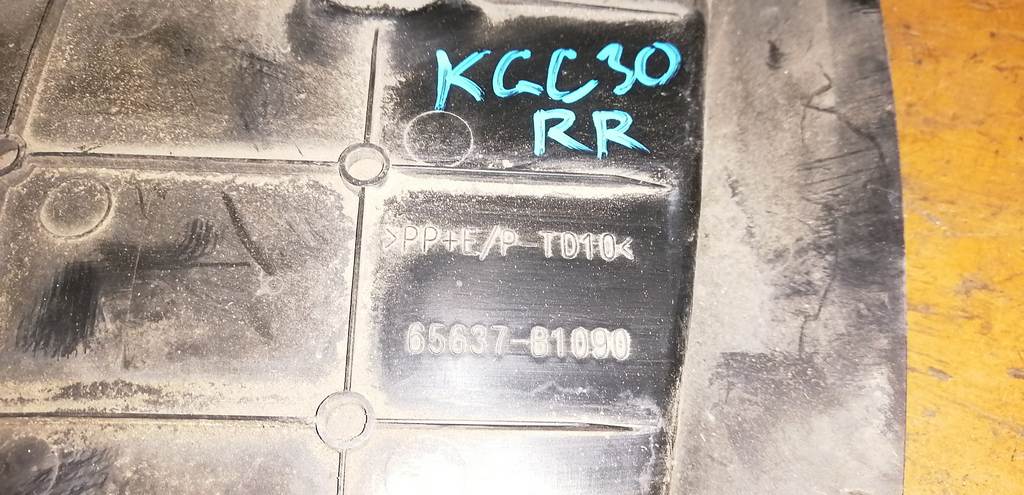 KGC30
RR
>PP+E/P-TD10<
65637-B1090